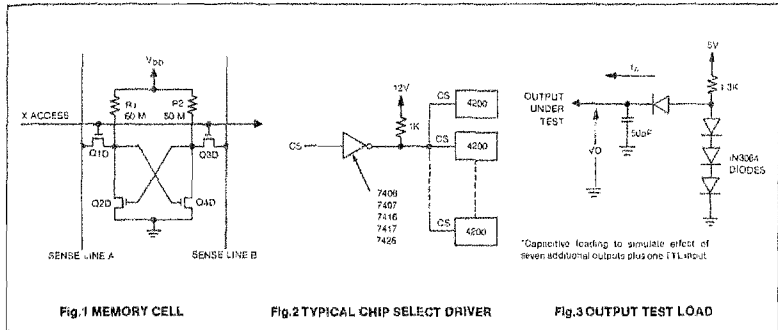 VDD
R1
60 M
R2
50 M
X ACCESS
Q1D
Q3D
Q2D
Q4D
SENSE LINE A
SENSE LINE B
Fig.1 MEMORY CELL
12V
1K
CS
CS
4200
CS
4200
CS
4200
7406
7407
7416
7417
7426
Fig.2 TYPICAL CHIP SELECT DRIVER
5V
OUTPUT
UNDER
TEST
1.3K
50pF
VO
IN3064
DIODES
*Capacitive loading to simulate effect of
seven additional outputs plus one TTL input
Fig.3 OUTPUT TEST LOAD